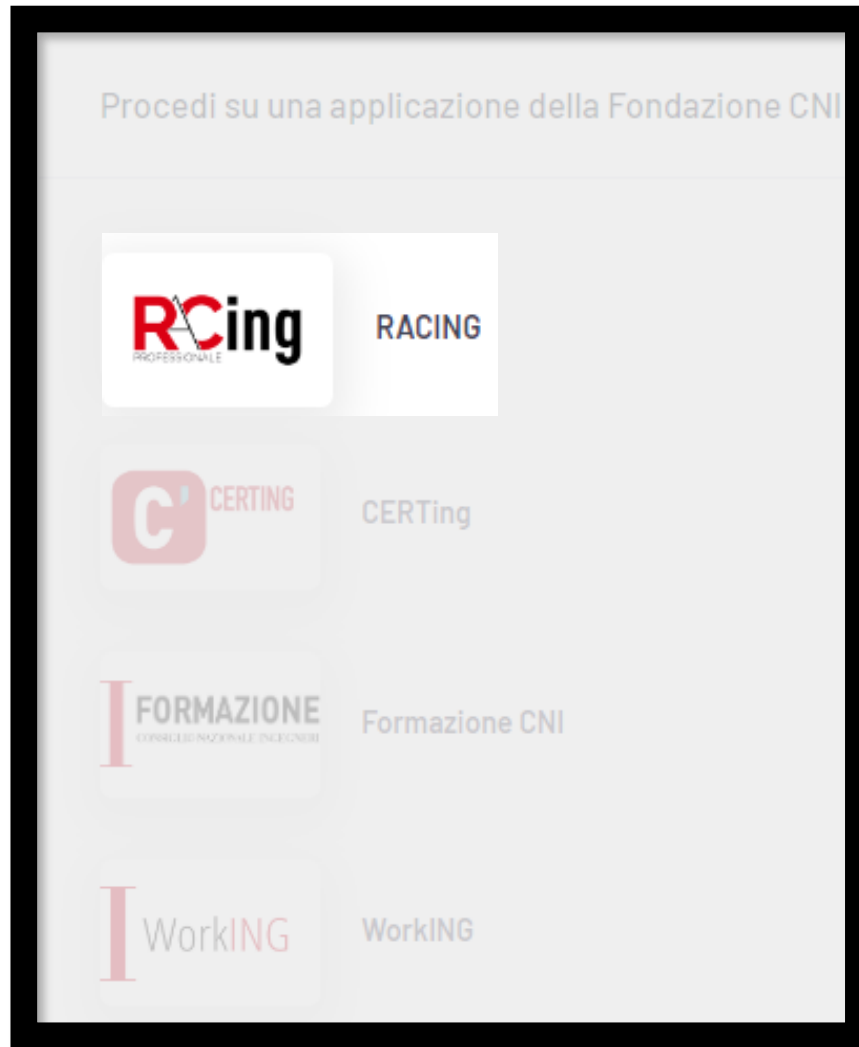 Procedi su una applicazione della Fondazione CNI
RACing
PROFESSIONALE
RACING
C' CERTING
CERTing
FORMAZIONE
CONSIGLIO NAZIONALE INGEGNERI
Formazione CNI
WorkING
WorkING